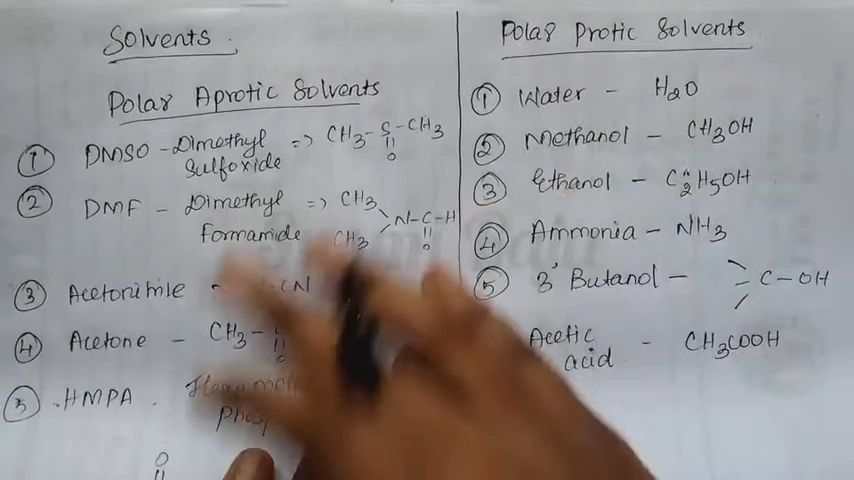 Solvents.
Polar Aprotic Solvents
① DMSO - Dimethyl Sulfoxide => CH3-S-CH3
O
② DMF - Dimethyl formamide => CH3
CH3
N-C-H
O
③ Acetonitrile - CN
④ Acetone - CH3-
O
⑤ .HMPA.
O
Polar Protic Solvents
① Water - H2O
② Methanol - CH3OH
③ Ethanol - C2H5OH
④ Ammonia - NH3
⑤ 3° Butanol - C-OH
Acetic acid - CH3COOH